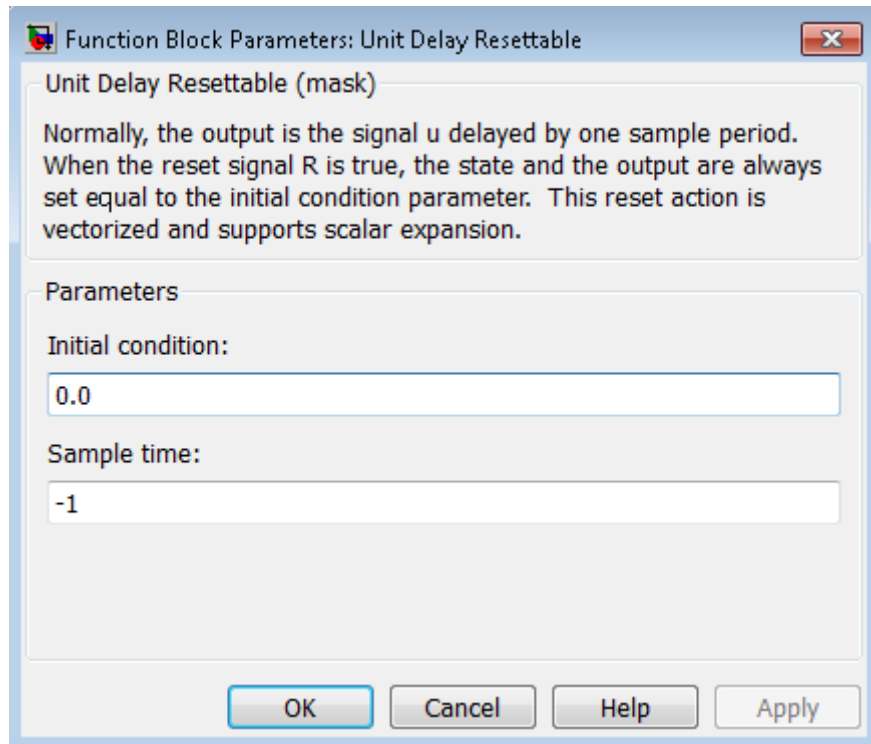 Function Block Parameters: Unit Delay Resettable
Unit Delay Resettable (mask)
Normally, the output is the signal u delayed by one sample period.
When the reset signal R is true, the state and the output are always
set equal to the initial condition parameter.  This reset action is
vectorized and supports scalar expansion.
Parameters
Initial condition:
0.0
Sample time:
-1
OK Cancel Help Apply